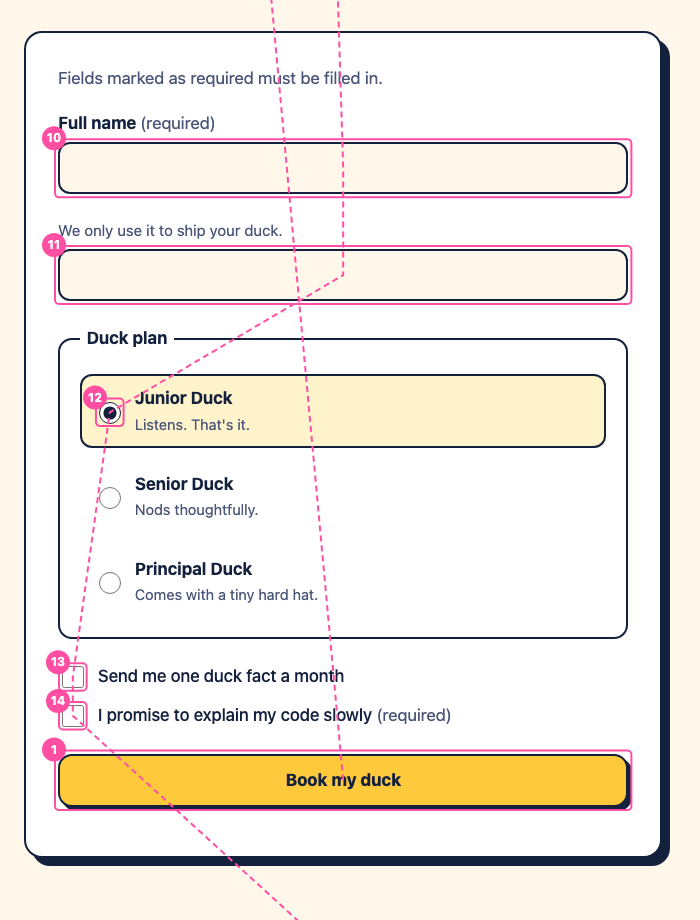 Fields marked as required must be filled in.
Full name (required)
10
We only use it to ship your duck.
11
Duck plan
12
Junior Duck
Listens. That's it.
Senior Duck
Nods thoughtfully.
Principal Duck
Comes with a tiny hard hat.
13
Send me one duck fact a month
14
I promise to explain my code slowly (required)
1
Book my duck